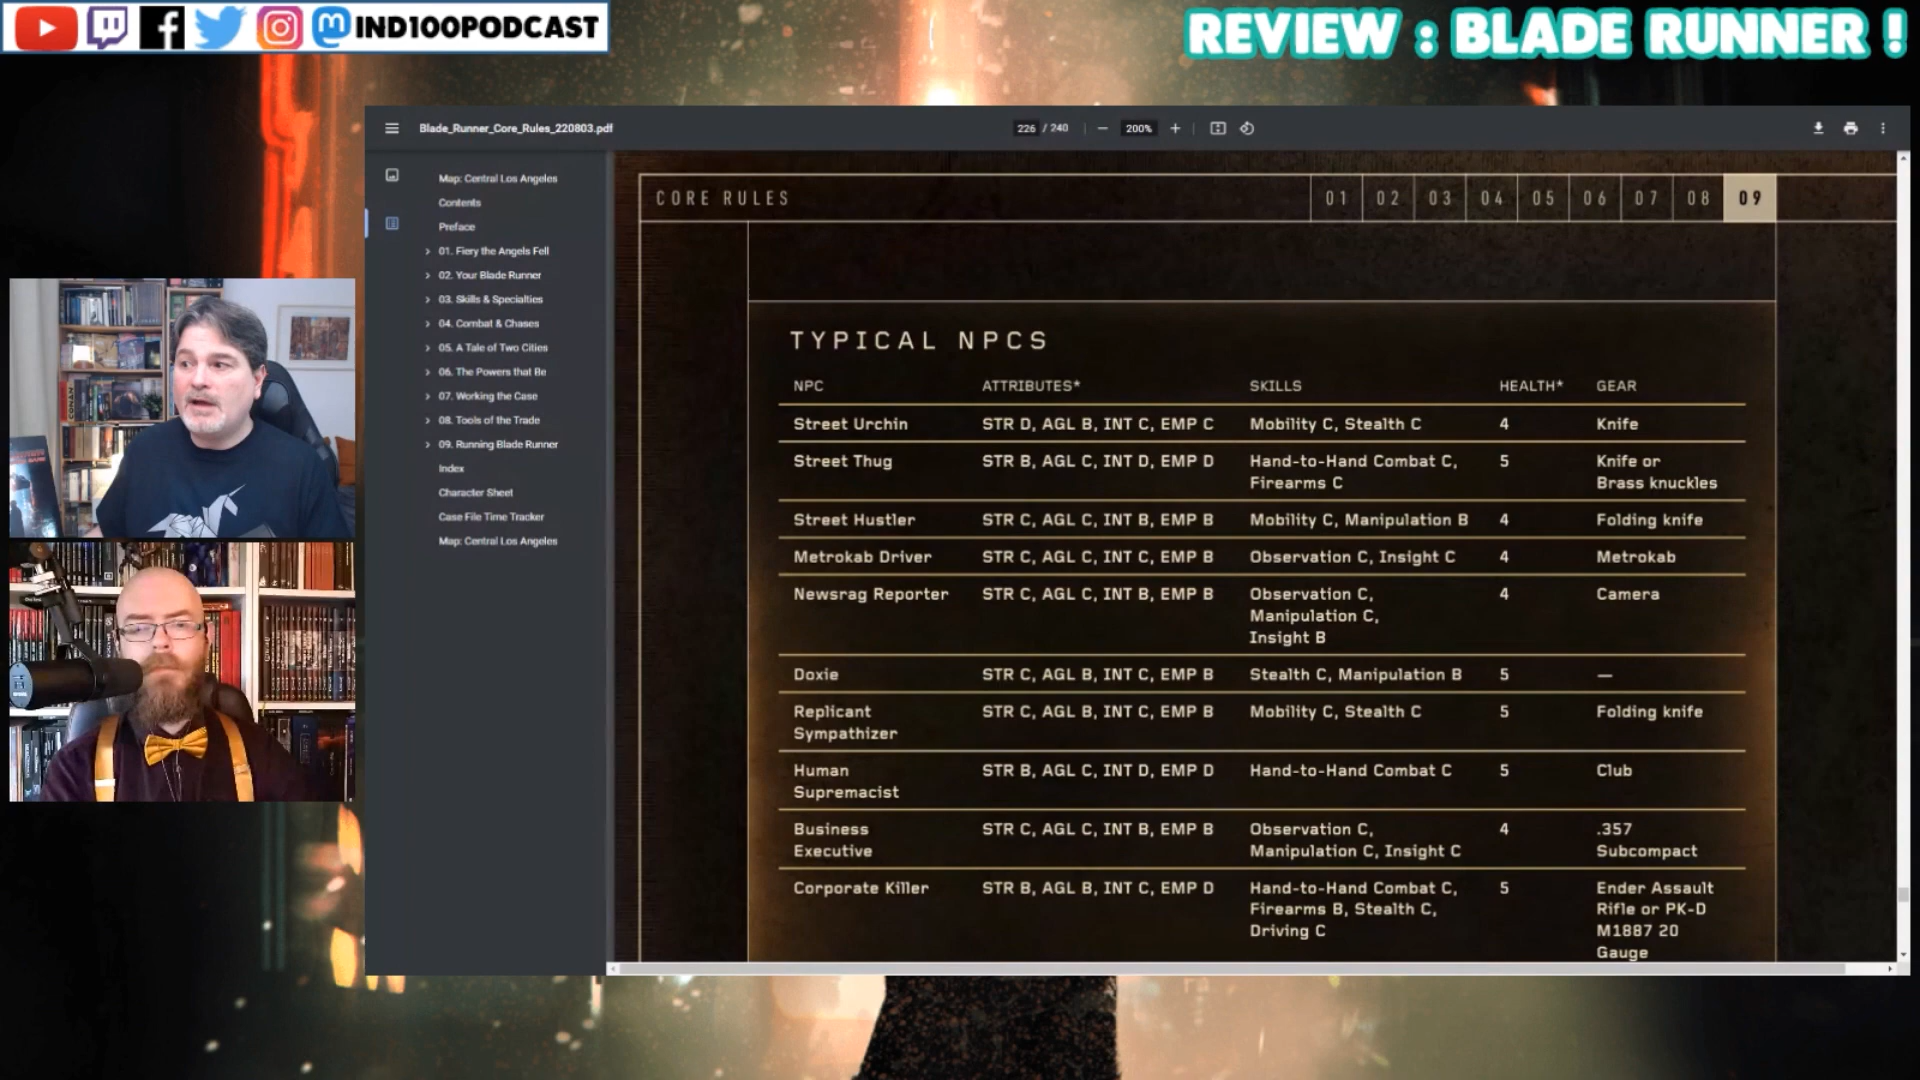 IND100PODCAST
REVIEW : BLADE RUNNER !
Blade_Runner_Core_Rules_220803.pdf
226 / 240
200%
Map: Central Los Angeles
Contents
Preface
01. Fiery the Angels Fell
02. Your Blade Runner
03. Skills & Specialties
04. Combat & Chases
05. A Tale of Two Cities
06. The Powers that Be
07. Working the Case
08. Tools of the Trade
09. Running Blade Runner
Index
Character Sheet
Case File Time Tracker
Map: Central Los Angeles
CORE RULES
01 02 03 04 05 06 07 08 09
TYPICAL NPCS
NPC ATTRIBUTES* SKILLS HEALTH* GEAR
Street Urchin STR D, AGL B, INT C, EMP C Mobility C, Stealth C 4 Knife
Street Thug STR B, AGL C, INT D, EMP D Hand-to-Hand Combat C, 5 Knife or
Firearms C Brass knuckles
Street Hustler STR C, AGL C, INT B, EMP B Mobility C, Manipulation B 4 Folding knife
Metrokab Driver STR C, AGL C, INT C, EMP B Observation C, Insight C 4 Metrokab
Newsrag Reporter STR C, AGL C, INT B, EMP B Observation C, 4 Camera
Manipulation C,
Insight B
Doxie STR C, AGL B, INT C, EMP B Stealth C, Manipulation B 5 —
Replicant STR C, AGL B, INT C, EMP B Mobility C, Stealth C 5 Folding knife
Sympathizer
Human STR B, AGL C, INT D, EMP D Hand-to-Hand Combat C 5 Club
Supremacist
Business STR C, AGL C, INT B, EMP B Observation C, 4 .357
Executive Manipulation C, Insight C Subcompact
Corporate Killer STR B, AGL B, INT C, EMP D Hand-to-Hand Combat C, 5 Ender Assault
Firearms B, Stealth C, Rifle or PK-D
Driving C M1887 20
Gauge